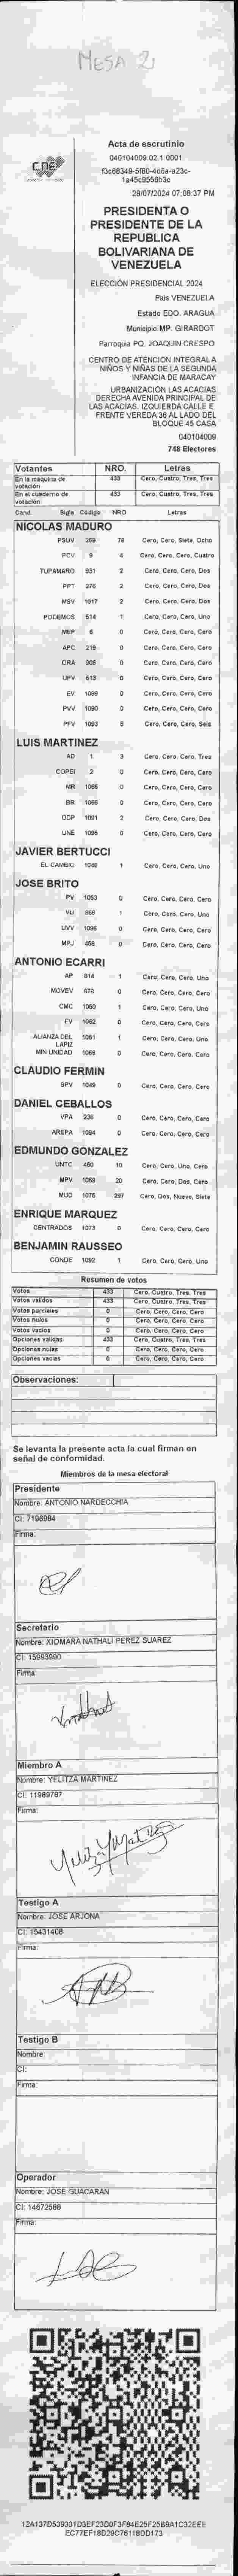 MESA 2
CNE
Acta de escrutinio
040104009.02.1.0001
f3c68349-5f80-4d6a-a23c-
1a45c9556b3c
28/07/2024 07:08:37 PM
PRESIDENTA O
PRESIDENTE DE LA
REPUBLICA
BOLIVARIANA DE
VENEZUELA
ELECCIÓN PRESIDENCIAL 2024
Pais VENEZUELA
Estado EDO. ARAGUA
Municipio MP. GIRARDOT
Parroquia PQ. JOAQUIN CRESPO
CENTRO DE ATENCION INTEGRAL A
NIÑOS Y NIÑAS DE LA SEGUNDA
INFANCIA DE MARACAY
URBANIZACIÓN LAS ACACIAS
DERECHA AVENIDA PRINCIPAL DE
LAS ACACIAS. IZQUIERDA CALLE E.
FRENTE VEREDA 36 AL LADO DEL
BLOQUE 45 CASA
040104009
748 Electores
Votantes NRO. Letras
En la máquina de votación 433 Cero, Cuatro, Tres, Tres
En el cuaderno de votación 433 Cero, Cuatro, Tres, Tres
Cand. Sigla Código NRO. Letras
NICOLAS MADURO
PSUV 269 78 Cero, Cero, Siete, Ocho
PCV 9 4 Cero, Cero, Cero, Cuatro
TUPAMARO 931 2 Cero, Cero, Cero, Dos
PPT 276 2 Cero, Cero, Cero, Dos
MSV 1017 2 Cero, Cero, Cero, Dos
PODEMOS 514 1 Cero, Cero, Cero, Uno
MEP 6 0 Cero, Cero, Cero, Cero
APC 219 0 Cero, Cero, Cero, Cero
ORA 908 0 Cero, Cero, Cero, Cero
UPV 613 0 Cero, Cero, Cero, Cero
EV 1089 0 Cero, Cero, Cero, Cero
PVV 1090 0 Cero, Cero, Cero, Cero
PFV 1093 6 Cero, Cero, Cero, Seis
LUIS MARTINEZ
AD 1 3 Cero, Cero, Cero, Tres
COPEI 2 0 Cero, Cero, Cero, Cero
MR 1065 0 Cero, Cero, Cero, Cero
BR 1066 0 Cero, Cero, Cero, Cero
DDP 1091 2 Cero, Cero, Cero, Dos
UNE 1095 0 Cero, Cero, Cero, Cero
JAVIER BERTUCCI
EL CAMBIO 1048 1 Cero, Cero, Cero, Uno
JOSE BRITO
PV 1053 0 Cero, Cero, Cero, Cero
VU 868 1 Cero, Cero, Cero, Uno
UVV 1096 0 Cero, Cero, Cero, Cero
MPJ 458 0 Cero, Cero, Cero, Cero
ANTONIO ECARRI
AP 814 1 Cero, Cero, Cero, Uno
MOVEV 678 0 Cero, Cero, Cero, Cero
CMC 1050 1 Cero, Cero, Cero, Uno
FV 1062 0 Cero, Cero, Cero, Cero
ALIANZA DEL LAPIZ 1061 1 Cero, Cero, Cero, Uno
MIN UNIDAD 1068 0 Cero, Cero, Cero, Cero
CLAUDIO FERMIN
SPV 1049 0 Cero, Cero, Cero, Cero
DANIEL CEBALLOS
VPA 236 0 Cero, Cero, Cero, Cero
AREPA 1094 0 Cero, Cero, Cero, Cero
EDMUNDO GONZALEZ
UNTC 460 10 Cero, Cero, Uno, Cero
MPV 1069 20 Cero, Cero, Dos, Cero
MUD 1076 297 Cero, Dos, Nueve, Siete
ENRIQUE MARQUEZ
CENTRADOS 1073 0 Cero, Cero, Cero, Cero
BENJAMIN RAUSSEO
CONDE 1092 1 Cero, Cero, Cero, Uno
Resumen de votos
Votos 433 Cero, Cuatro, Tres, Tres
Votos válidos 433 Cero, Cuatro, Tres, Tres
Votos parciales 0 Cero, Cero, Cero, Cero
Votos nulos 0 Cero, Cero, Cero, Cero
Votos vacíos 0 Cero, Cero, Cero, Cero
Opciones válidas 433 Cero, Cuatro, Tres, Tres
Opciones nulas 0 Cero, Cero, Cero, Cero
Opciones vacías 0 Cero, Cero, Cero, Cero
Observaciones:
Se levanta la presente acta la cual firman en
señal de conformidad.
Miembros de la mesa electoral
Presidente
Nombre: ANTONIO NARDECCHIA
CI: 7198984
Firma:
Secretario
Nombre: XIOMARA NATHALI PEREZ SUAREZ
CI: 15993990
Firma:
Miembro A
Nombre: YELITZA MARTINEZ
CI: 11989787
Firma:
Testigo A
Nombre: JOSE ARJONA
CI: 15431408
Firma:
Testigo B
Nombre:
CI:
Firma:
Operador
Nombre: JOSE GUACARAN
CI: 14672588
Firma:
12A137D539331D3EF23D0F3F84E25F25B9A1C32EEE
EC77EF18D29C76118DD173